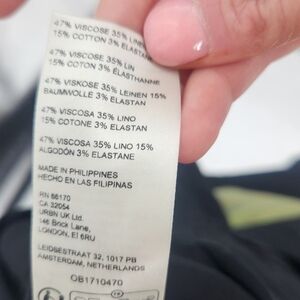 47% VISCOSE 35% LINEN
15% COTTON 3% ELASTANE
47% VISCOSE 35% LIN
15% COTON 3% ÉLASTHANNE
47% VISKOSE 35% LEINEN 15%
BAUMWOLLE 3% ELASTAN
47% VISCOSA 35% LINO
15% COTONE 3% ELASTAN
47% VISCOSA 35% LINO 15%
ALGODÓN 3% ELASTANE
MADE IN PHILIPPINES
HECHO EN LAS FILIPINAS
RN 66170
CA 32054
URBN UK Ltd.
146 Brick Lane,
LONDON, E1 6RU
LEIDSESTRAAT 32, 1017 PB
AMSTERDAM, NETHERLANDS
OB1710470